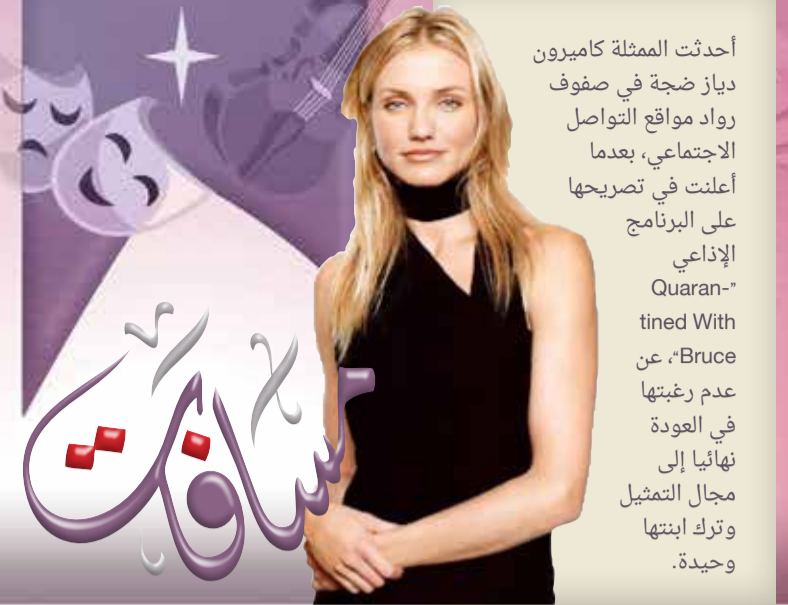 أحدثت الممثلة كاميرون
دياز ضجة في صفوف
رواد مواقع التواصل
الاجتماعي، بعدما
أعلنت في تصريحها
على البرنامج
الإذاعي
”Quaran-
tined With
Bruce“، عن
عدم رغبتها
في العودة
نهائيا إلى
مجال التمثيل
وترك ابنتها
وحيدة.
مسافات